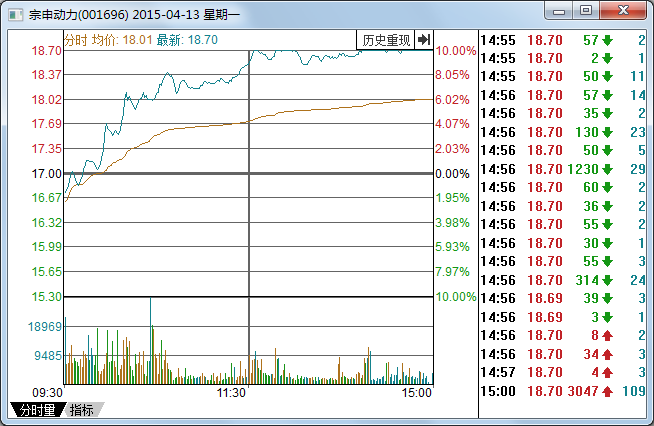 宗申动力(001696) 2015-04-13 星期一
分时 均价: 18.01 最新: 18.70
历史重现
18.70 10.00%
18.37 8.05%
18.02 6.02%
17.69 4.07%
17.35 2.03%
17.00 0.00%
16.67 1.95%
16.32 3.98%
15.99 5.93%
15.65 7.97%
15.30 10.00%
18969
9485
09:30 11:30 15:00
分时量 指标
14:55 18.70 57 2
14:55 18.70 2 1
14:55 18.70 50 11
14:56 18.70 57 14
14:56 18.70 35 2
14:56 18.70 130 23
14:56 18.70 50 5
14:56 18.70 1230 29
14:56 18.70 60 2
14:56 18.70 36 2
14:56 18.70 55 2
14:56 18.70 30 1
14:56 18.70 55 3
14:56 18.70 314 24
14:56 18.69 39 3
14:56 18.69 3 1
14:56 18.70 8 2
14:56 18.70 34 3
14:57 18.70 4 3
15:00 18.70 3047 109